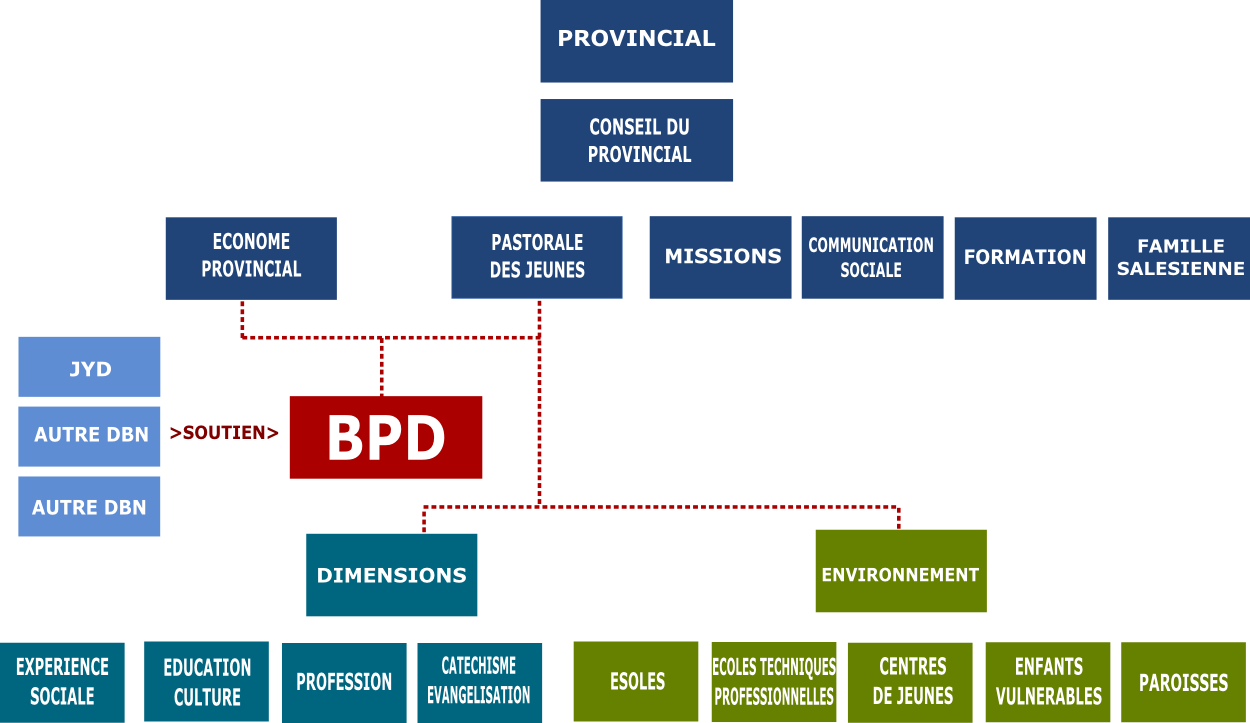 PROVINCIAL
CONSEIL DU
PROVINCIAL
ECONOME
PROVINCIAL
PASTORALE
DES JEUNES
MISSIONS
COMMUNICATION
SOCIALE
FORMATION
FAMILLE
SALESIENNE
JYD
AUTRE DBN
AUTRE DBN
>SOUTIEN>
BPD
DIMENSIONS
ENVIRONNEMENT
EXPERIENCE
SOCIALE
EDUCATION
CULTURE
PROFESSION
CATECHISME
EVANGELISATION
ESOLES
ECOLES TECHNIQUES
PROFESSIONNELLES
CENTRES
DE JEUNES
ENFANTS
VULNERABLES
PAROISSES